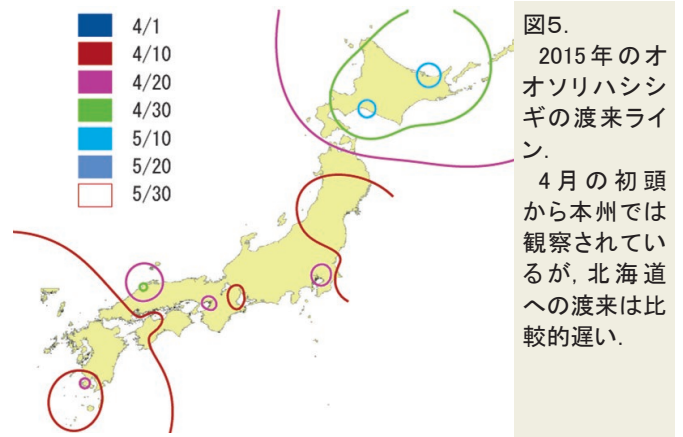 4/1
4/10
4/20
4/30
5/10
5/20
5/30
図5.
2015年のオ
オソリハシシ
ギの渡来ライ
ン.
4月の初頭
から本州では
観察されてい
るが,北海道
への渡来は比
較的遅い.